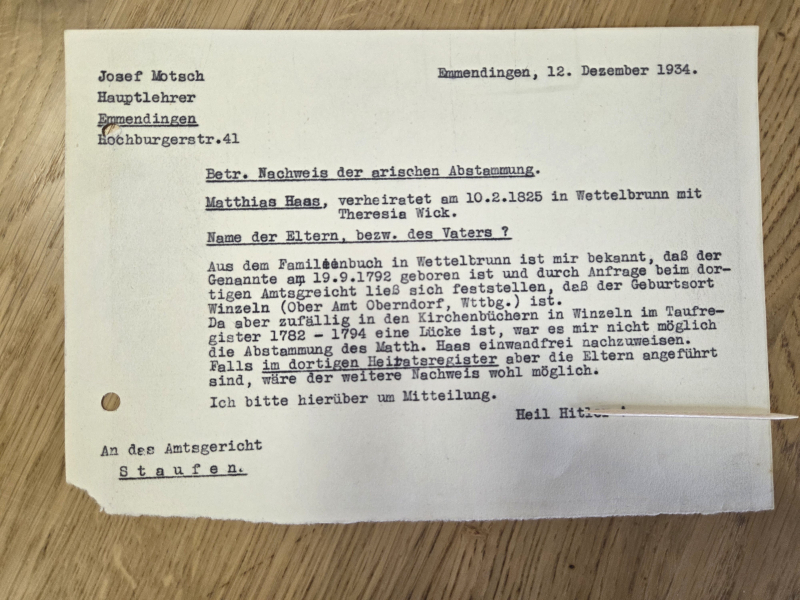 Josef Motsch
Emmendingen, 12. Dezember 1934.
Hauptlehrer
Emmendingen
Hochburgerstr.41
Betr. Nachweis der arischen Abstammung.
Matthias Haas, verheiratet am 10.2.1825 in Wettelbrunn mit
Theresia Wick.
Name der Eltern, bezw. des Vaters ?
Aus dem Familienbuch in Wettelbrunn ist mir bekannt, daß der
Genannte am 19.9.1792 geboren ist und durch Anfrage beim dor-
tigen Amtsgreicht ließ sich feststellen, daß der Geburtsort
Winzeln (Ober Amt Oberndorf, Wttbg.) ist.
Da aber zufällig in den Kirchenbüchern in Winzeln im Taufre-
gister 1782 - 1794 eine Lücke ist, war es mir nicht möglich
die Abstammung des Matth. Haas einwandfrei nachzuweisen.
Falls im dortigen Heiratsregister aber die Eltern angeführt
sind, wäre der weitere Nachweis wohl möglich.
Ich bitte hierüber um Mitteilung.
Heil Hitler !
An das Amtsgericht
Staufen.